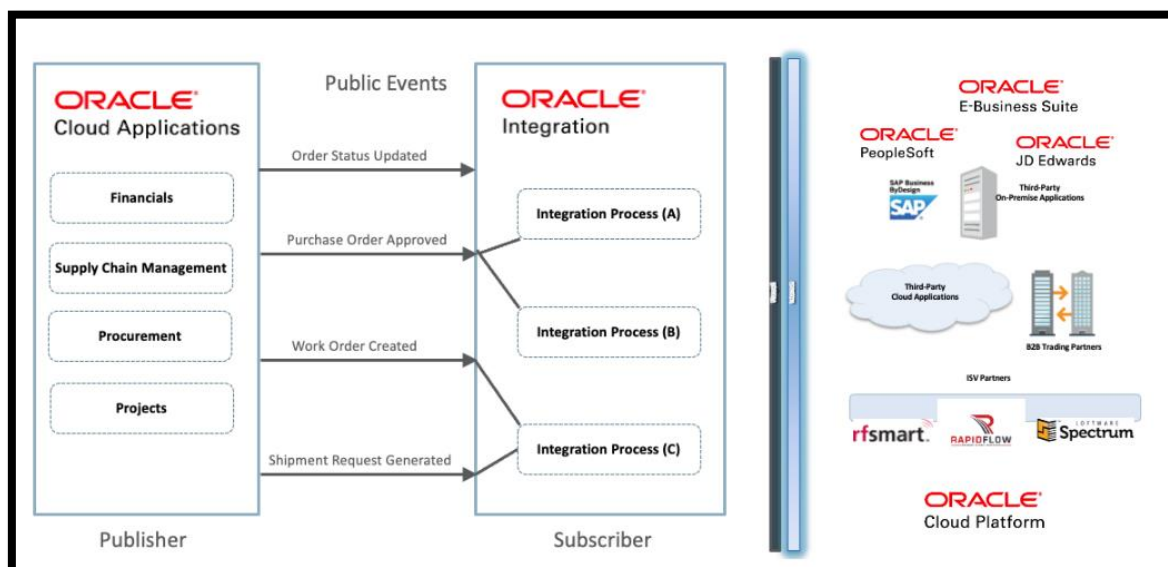 ORACLE®
Cloud Applications
Financials
Supply Chain Management
Procurement
Projects
Publisher
Public Events
Order Status Updated
Purchase Order Approved
Work Order Created
Shipment Request Generated
ORACLE®
Integration
Integration Process (A)
Integration Process (B)
Integration Process (C)
Subscriber
ORACLE®
E-Business Suite
ORACLE®
PeopleSoft
ORACLE®
JD Edwards
SAP Business
ByDesign
SAP
Third-Party
On-Premise Applications
Third-Party
Cloud Applications
B2B Trading Partners
ISV Partners
rfsmart.
RAPIDFLOW
LOFTWARE
Spectrum
ORACLE®
Cloud Platform